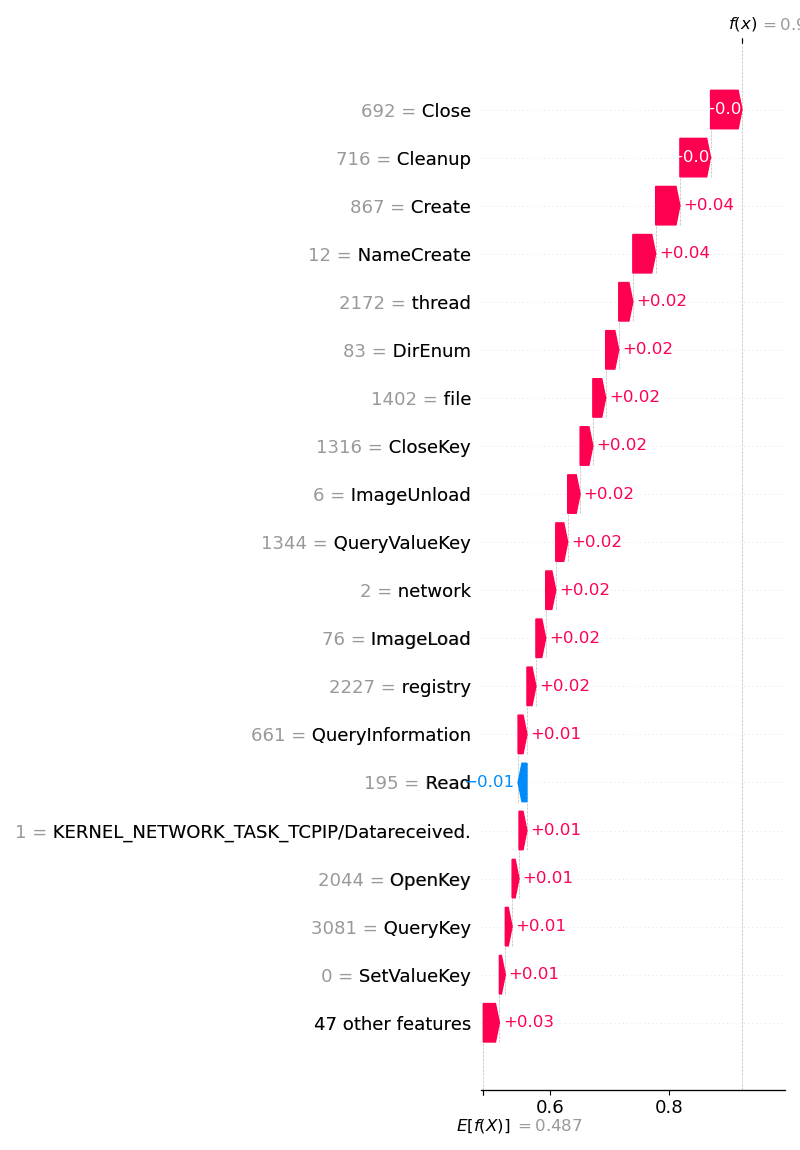 f(x) = 0.9
692 = Close
716 = Cleanup
867 = Create +0.04
12 = NameCreate +0.04
2172 = thread +0.02
83 = DirEnum +0.02
1402 = file +0.02
1316 = CloseKey +0.02
6 = ImageUnload +0.02
1344 = QueryValueKey +0.02
2 = network +0.02
76 = ImageLoad +0.02
2227 = registry +0.02
661 = QueryInformation +0.01
195 = Read −0.01
1 = KERNEL_NETWORK_TASK_TCPIP/Datareceived. +0.01
2044 = OpenKey +0.01
3081 = QueryKey +0.01
0 = SetValueKey +0.01
47 other features +0.03
0.6 0.8
E[f(X)] = 0.487